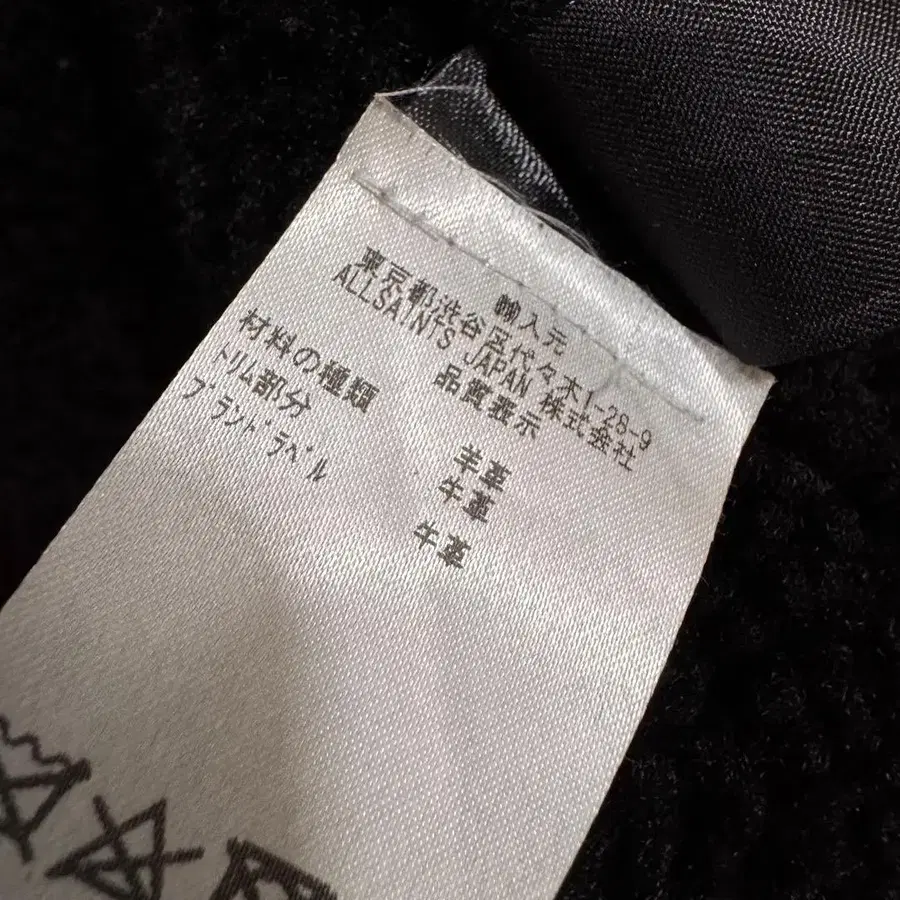 輸入元
東京都渋谷区代々木1-28-9
ALLSAINTS JAPAN 株式会社
品質表示
材料の種類 羊革
トリム部分 牛革
ブランドラベル 牛革